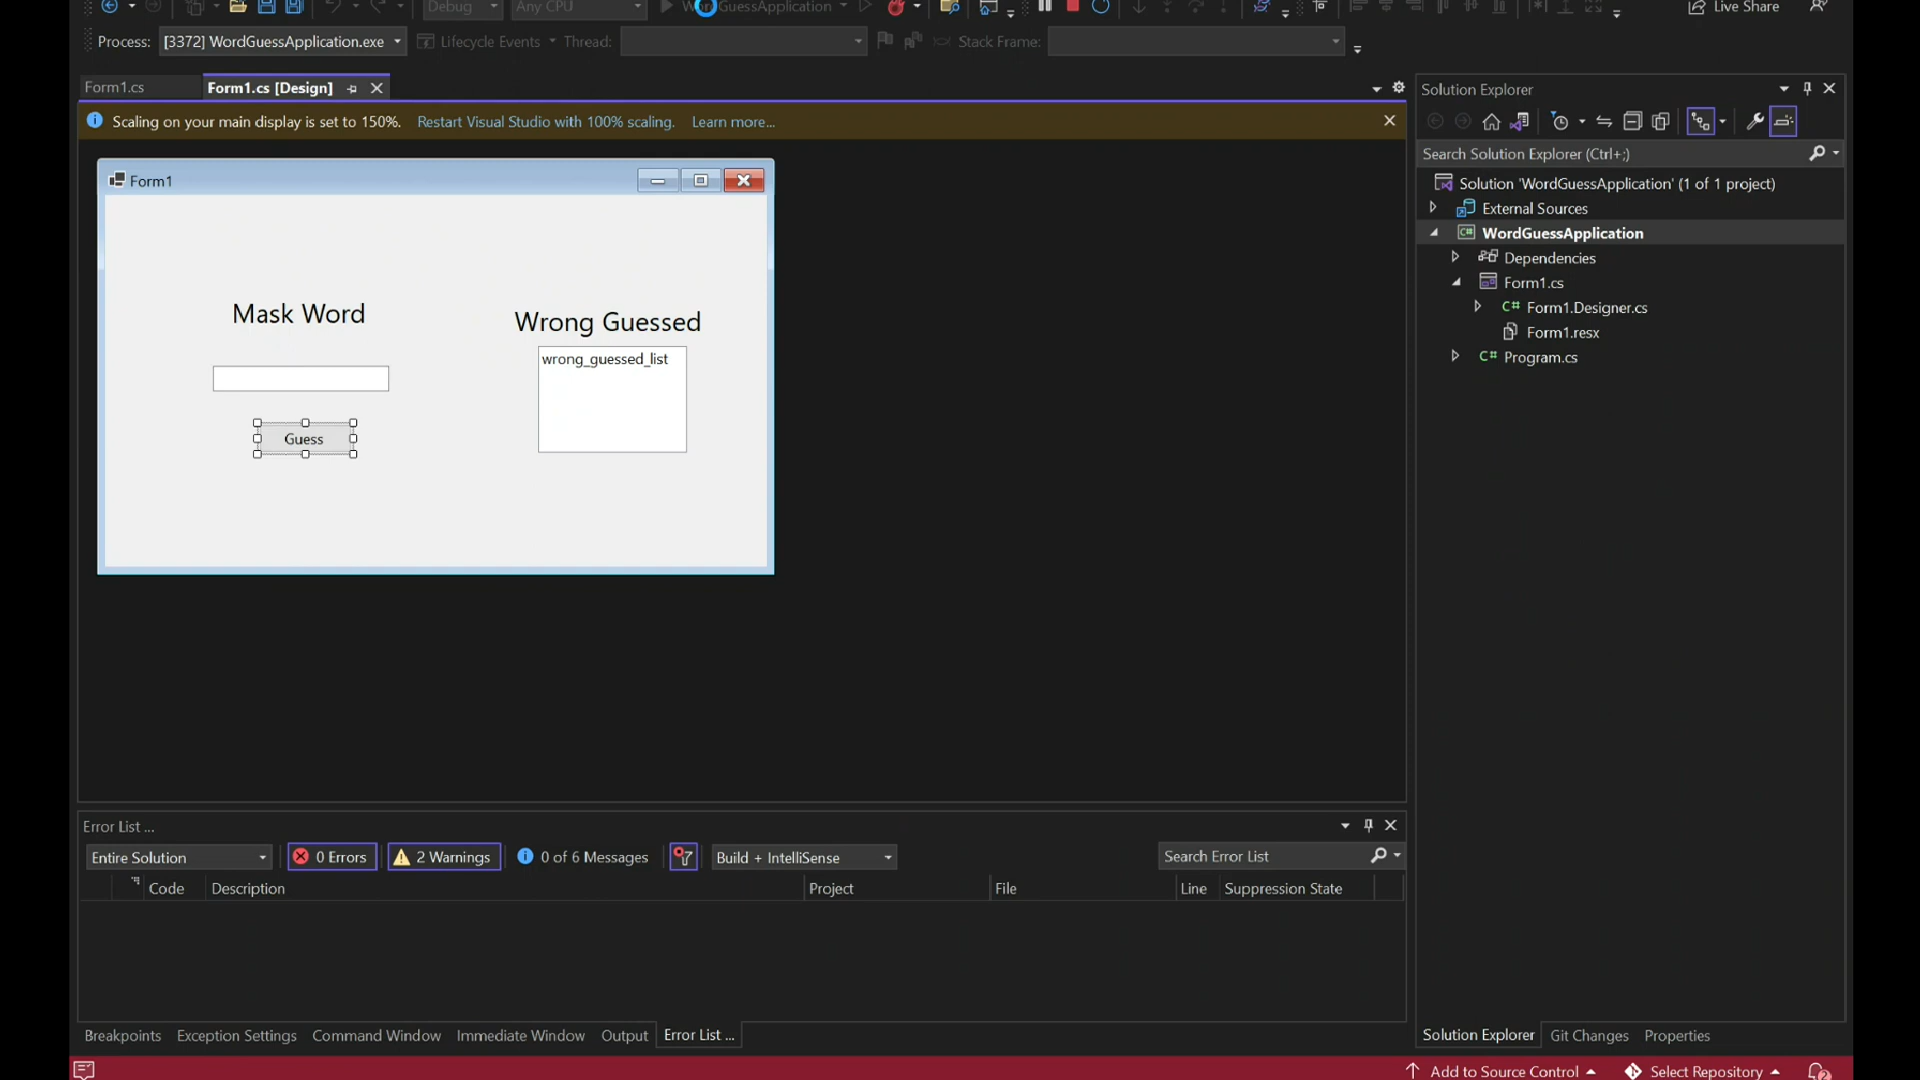 Debug Any CPU WordGuessApplication Live Share
Process: [3372] WordGuessApplication.exe Lifecycle Events Thread: Stack Frame:
Form1.cs Form1.cs [Design]
Scaling on your main display is set to 150%. Restart Visual Studio with 100% scaling. Learn more...
Form1
Mask Word
Wrong Guessed
wrong_guessed_list
Guess
Solution Explorer
Search Solution Explorer (Ctrl+;)
Solution 'WordGuessApplication' (1 of 1 project)
External Sources
C# WordGuessApplication
Dependencies
Form1.cs
C# Form1.Designer.cs
Form1.resx
C# Program.cs
Error List ...
Entire Solution 0 Errors 2 Warnings 0 of 6 Messages Build + IntelliSense Search Error List
Code Description Project File Line Suppression State
Breakpoints Exception Settings Command Window Immediate Window Output Error List ...
Solution Explorer Git Changes Properties
Add to Source Control Select Repository 2